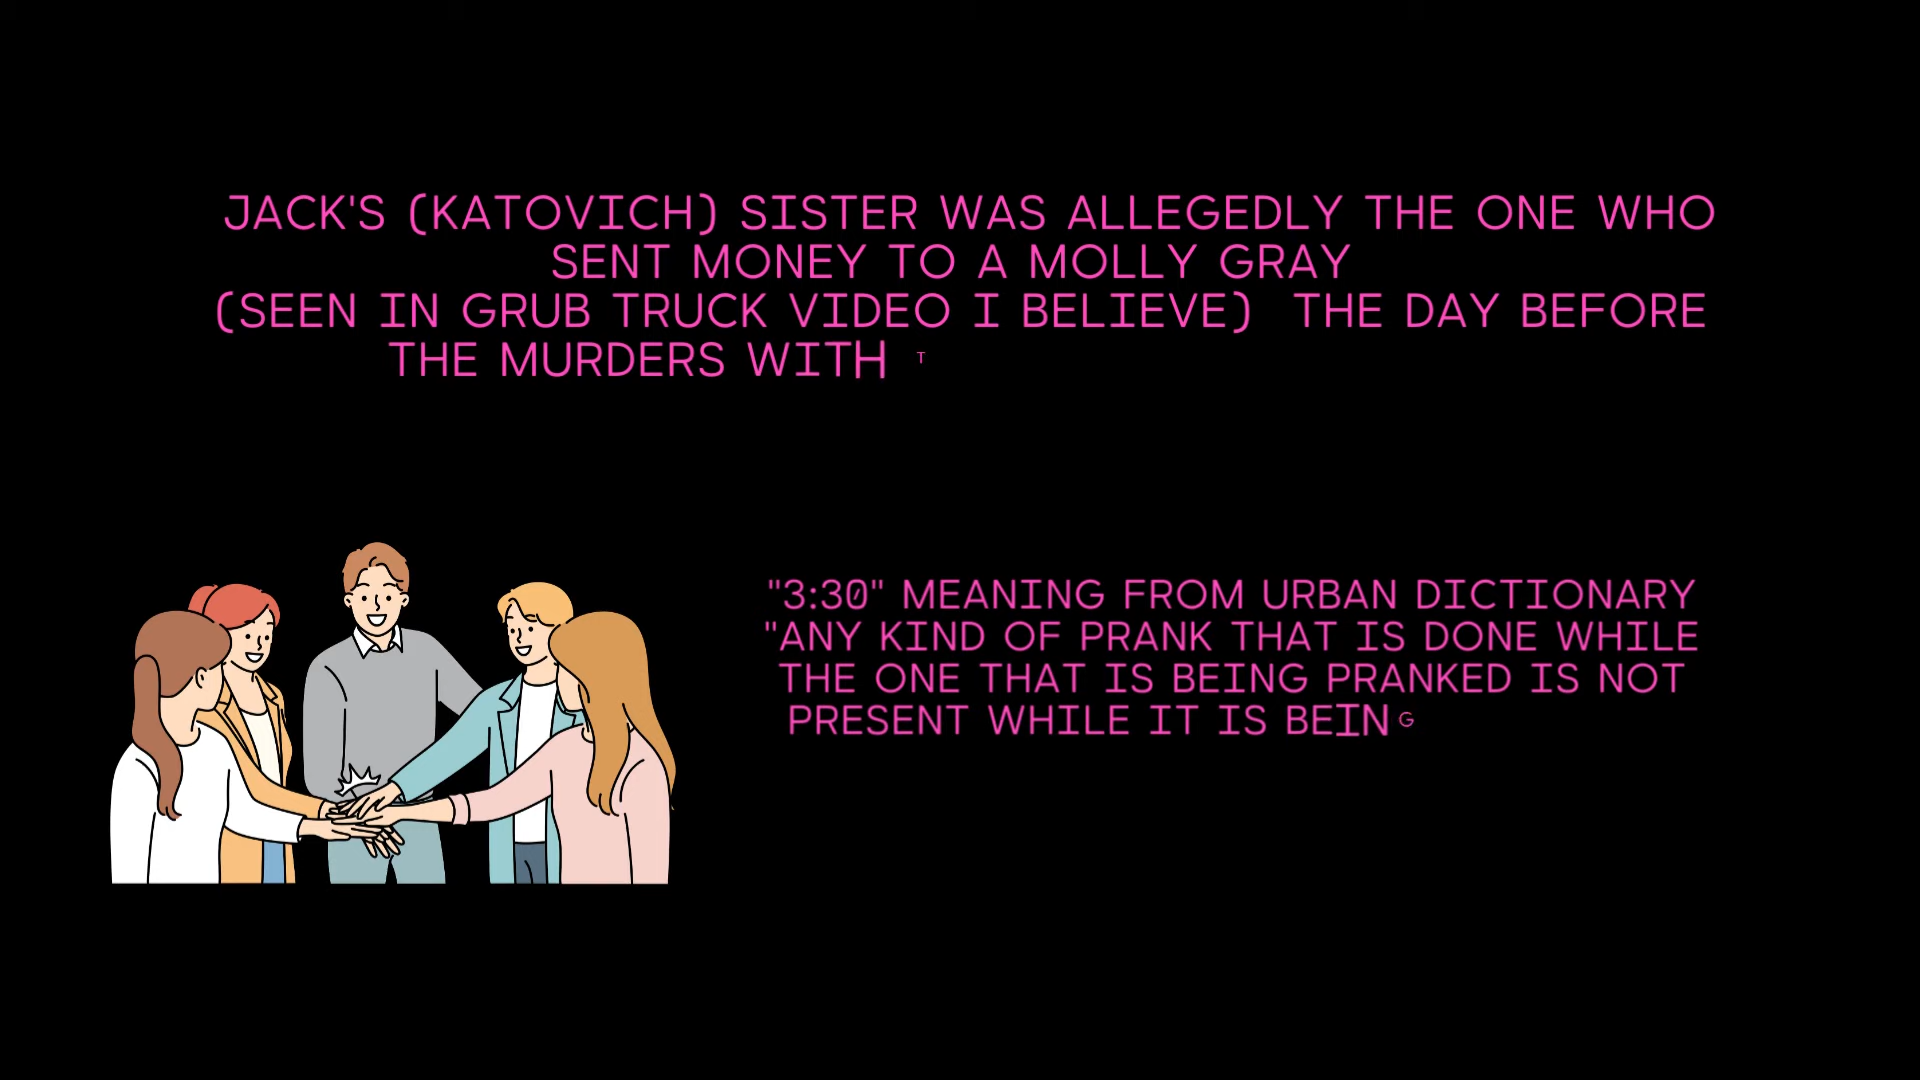 JACK'S (KATOVICH) SISTER WAS ALLEGEDLY THE ONE WHO
SENT MONEY TO A MOLLY GRAY
(SEEN IN GRUB TRUCK VIDEO I BELIEVE) THE DAY BEFORE
THE MURDERS WITH T
"3:30" MEANING FROM URBAN DICTIONARY
"ANY KIND OF PRANK THAT IS DONE WHILE
THE ONE THAT IS BEING PRANKED IS NOT
PRESENT WHILE IT IS BEING